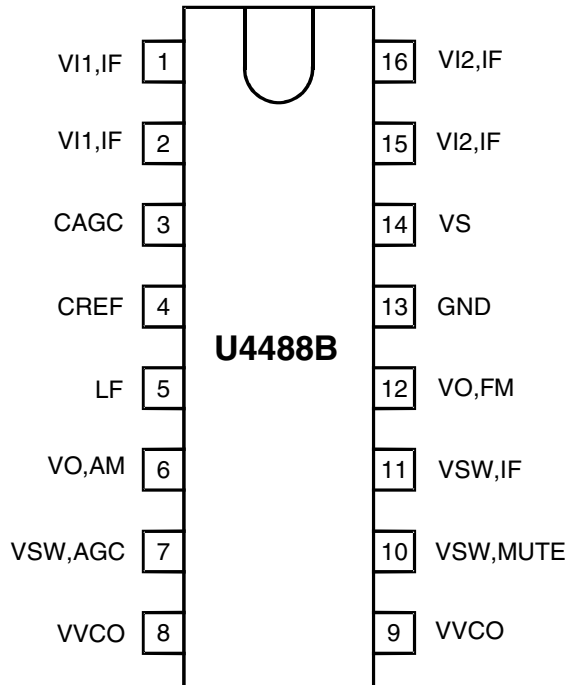 VI1,IF 1 16 VI2,IF
VI1,IF 2 15 VI2,IF
CAGC 3 14 VS
CREF 4 13 GND
U4488B
LF 5 12 VO,FM
VO,AM 6 11 VSW,IF
VSW,AGC 7 10 VSW,MUTE
VVCO 8 9 VVCO